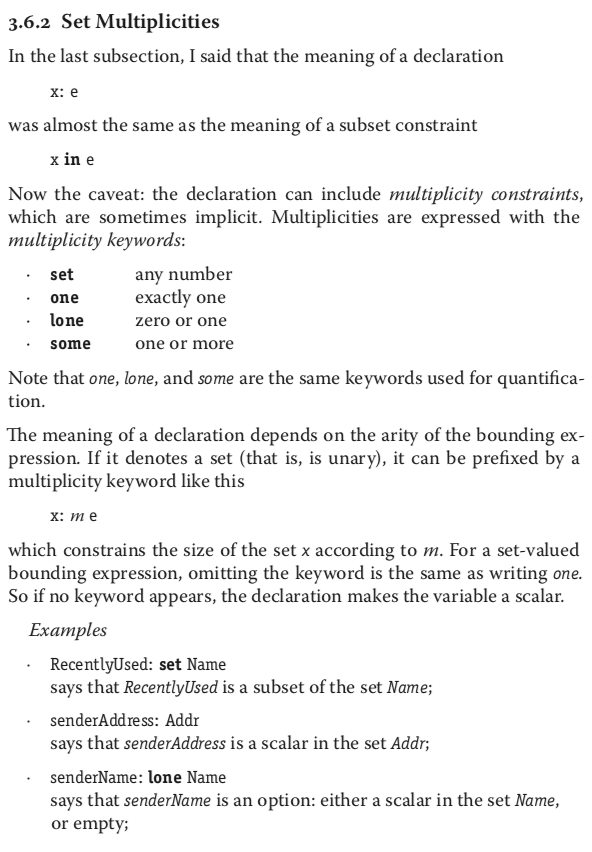 3.6.2 Set Multiplicities
In the last subsection, I said that the meaning of a declaration
x: e
was almost the same as the meaning of a subset constraint
x in e
Now the caveat: the declaration can include multiplicity constraints,
which are sometimes implicit. Multiplicities are expressed with the
multiplicity keywords:
· set any number
· one exactly one
· lone zero or one
· some one or more
Note that one, lone, and some are the same keywords used for quantifica-
tion.
The meaning of a declaration depends on the arity of the bounding ex-
pression. If it denotes a set (that is, is unary), it can be prefixed by a
multiplicity keyword like this
x: m e
which constrains the size of the set x according to m. For a set-valued
bounding expression, omitting the keyword is the same as writing one.
So if no keyword appears, the declaration makes the variable a scalar.
Examples
· RecentlyUsed: set Name
says that RecentlyUsed is a subset of the set Name;
· senderAddress: Addr
says that senderAddress is a scalar in the set Addr;
· senderName: lone Name
says that senderName is an option: either a scalar in the set Name,
or empty;